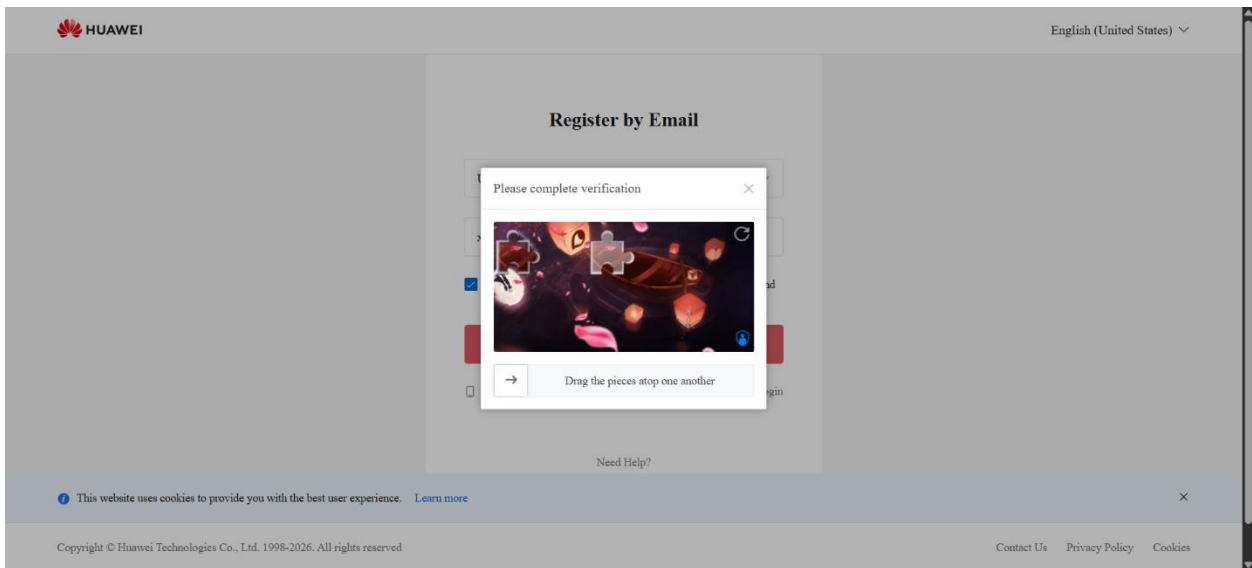 HUAWEI
English (United States)
Register by Email
Please complete verification
Drag the pieces atop one another
Need Help?
This website uses cookies to provide you with the best user experience. Learn more
Copyright © Huawei Technologies Co., Ltd. 1998-2026. All rights reserved
Contact Us Privacy Policy Cookies